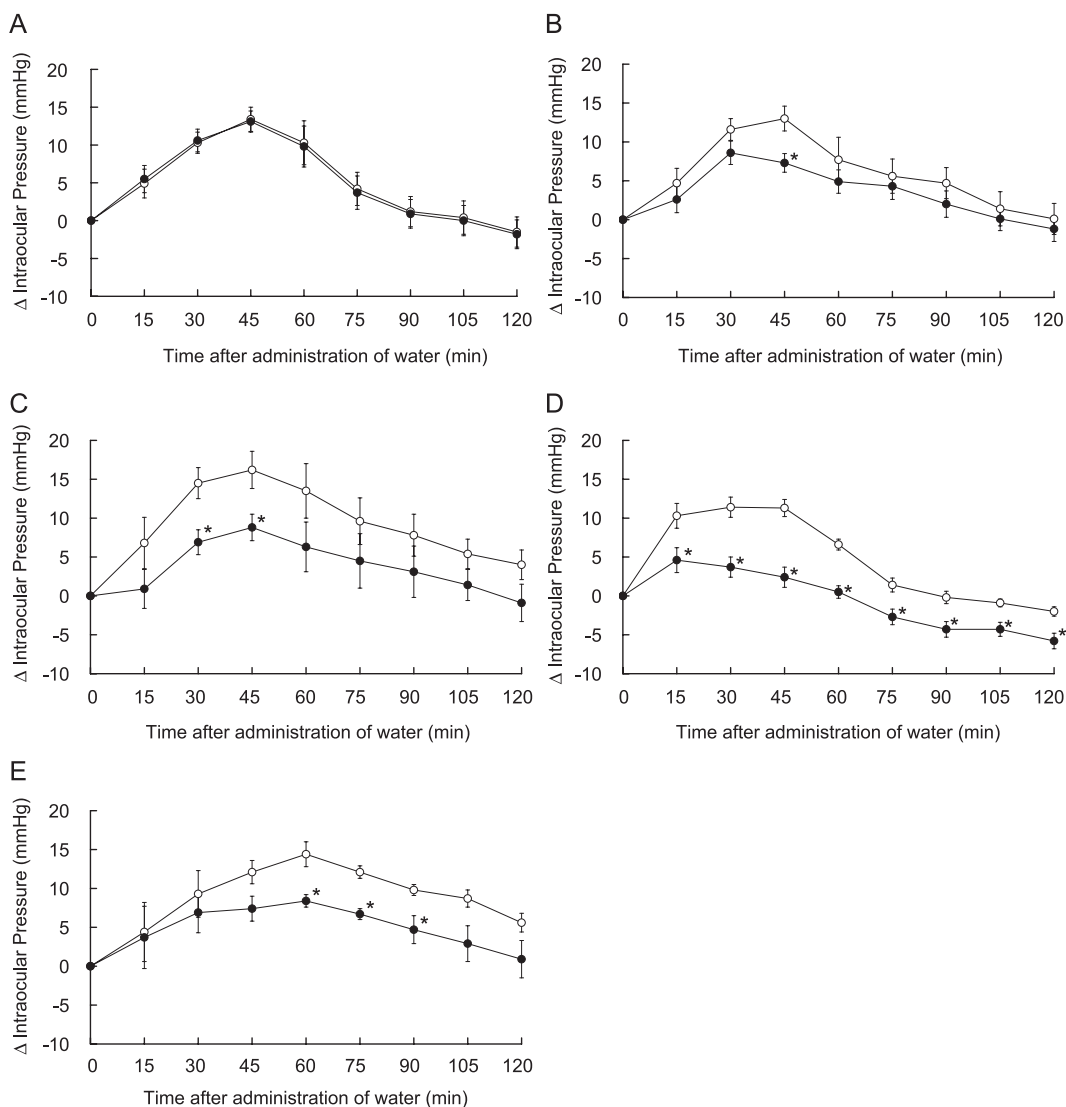 A
Δ Intraocular Pressure (mmHg)
20
15
10
5
0
-5
-10
0 15 30 45 60 75 90 105 120
Time after administration of water (min)
B
Δ Intraocular Pressure (mmHg)
20
15
10
5
0
-5
-10
*
0 15 30 45 60 75 90 105 120
Time after administration of water (min)
C
Δ Intraocular Pressure (mmHg)
20
15
10
5
0
-5
-10
* *
0 15 30 45 60 75 90 105 120
Time after administration of water (min)
D
Δ Intraocular Pressure (mmHg)
20
15
10
5
0
-5
-10
* * * * * * * *
0 15 30 45 60 75 90 105 120
Time after administration of water (min)
E
Δ Intraocular Pressure (mmHg)
20
15
10
5
0
-5
-10
* * *
0 15 30 45 60 75 90 105 120
Time after administration of water (min)